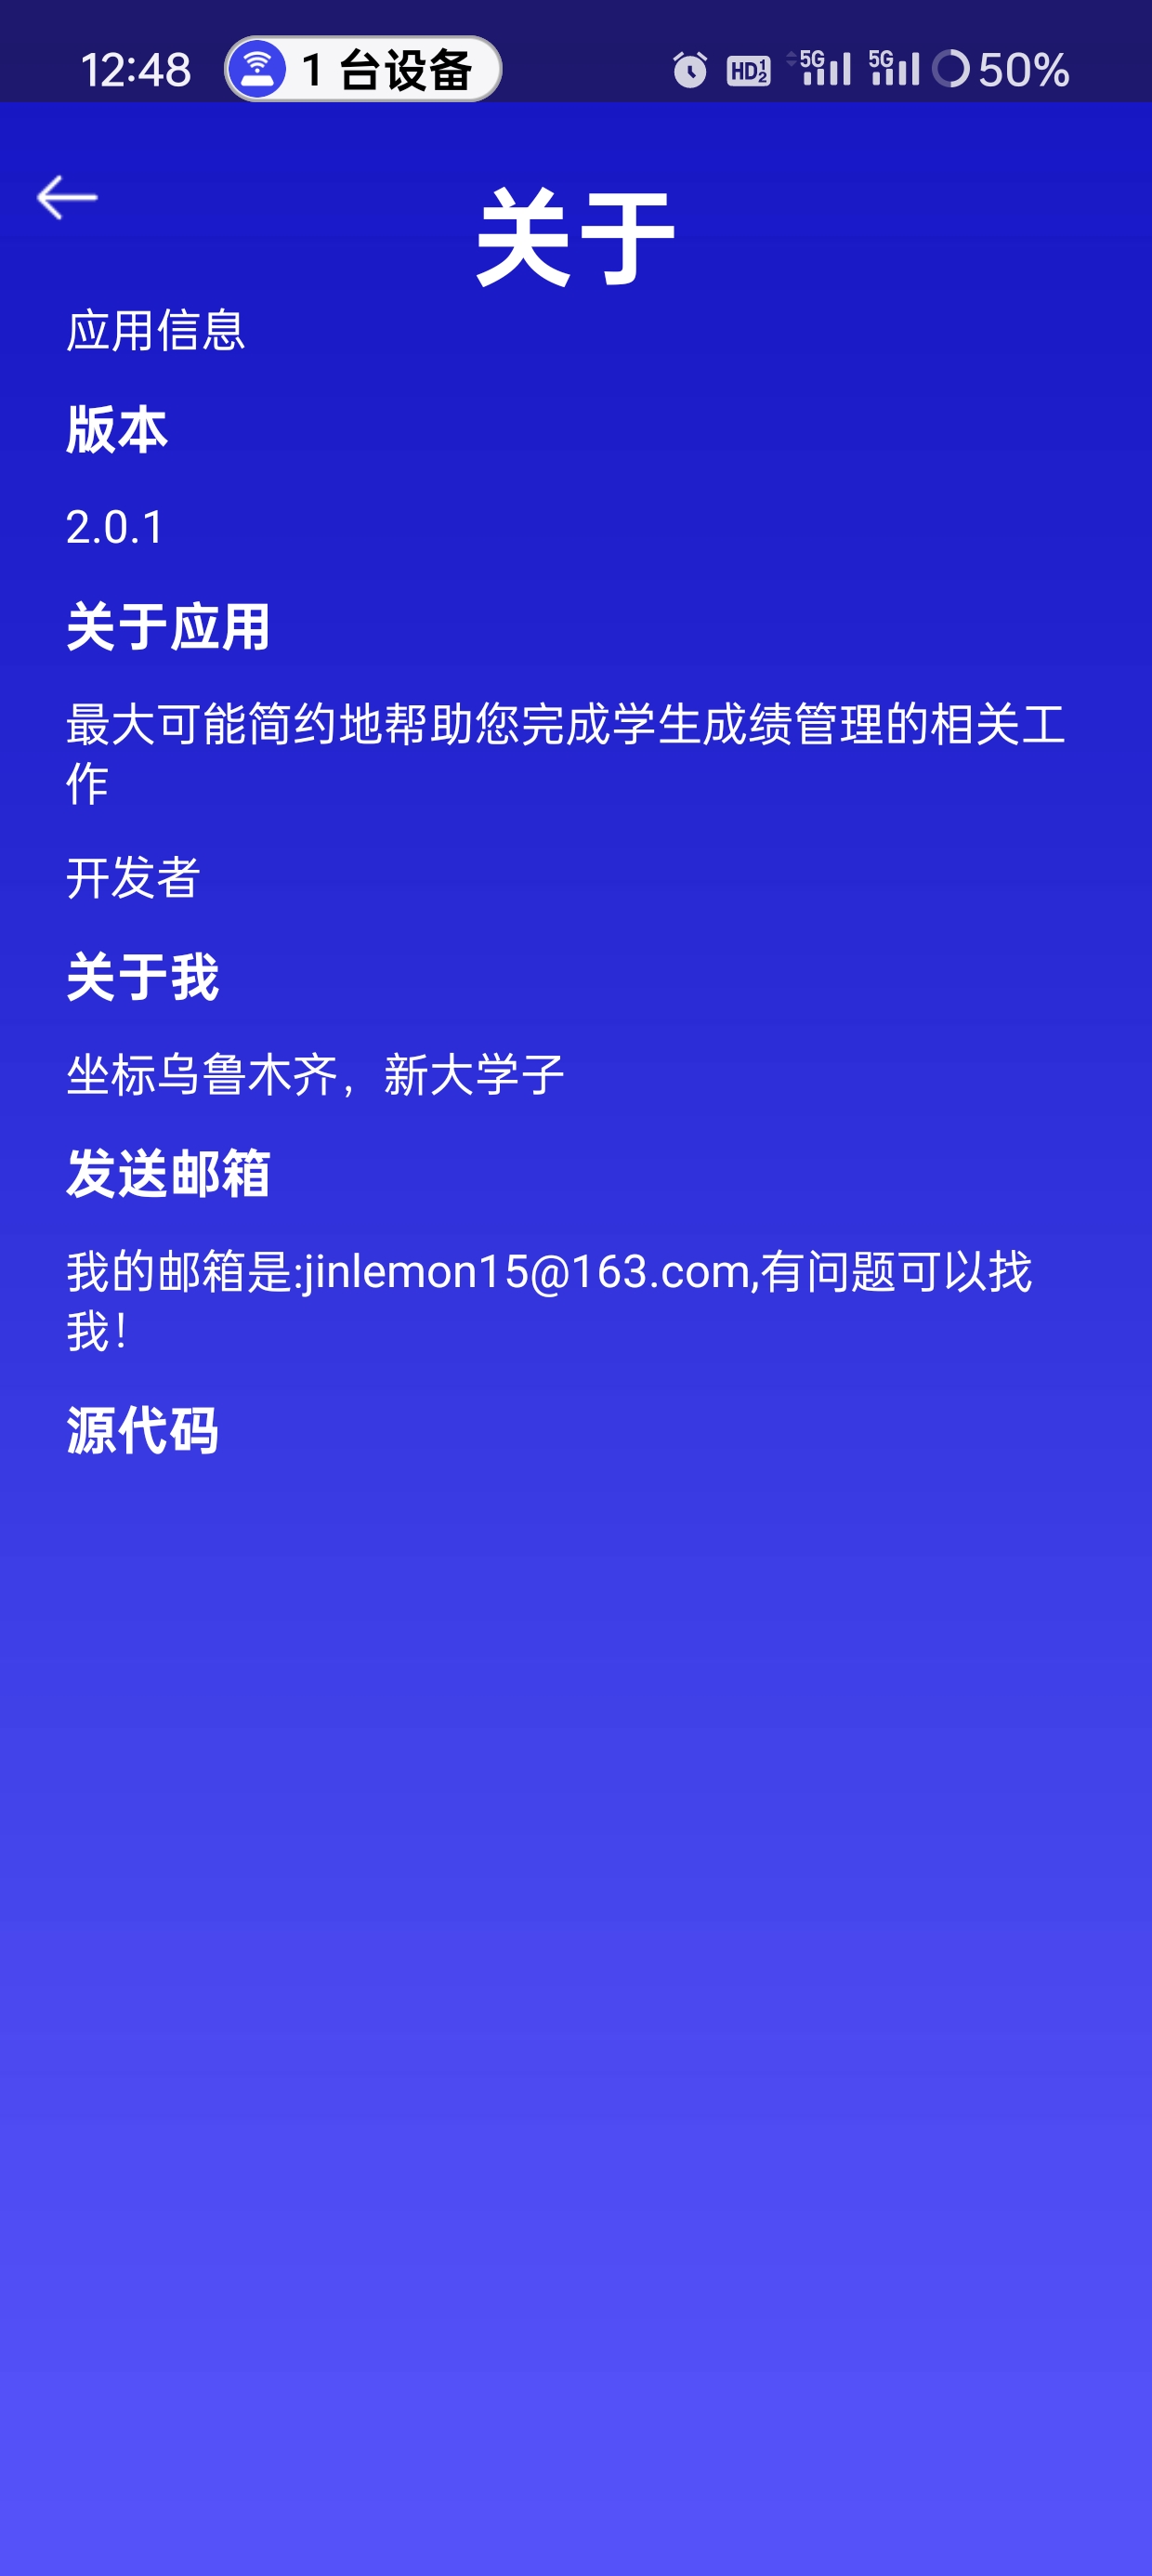 12:48 1 台设备 HD 1 2 5G 5G 50%
关于
应用信息
版本
2.0.1
关于应用
最大可能简约地帮助您完成学生成绩管理的相关工
作
开发者
关于我
坐标乌鲁木齐，新大学子
发送邮箱
我的邮箱是:jinlemon15@163.com,有问题可以找
我！
源代码